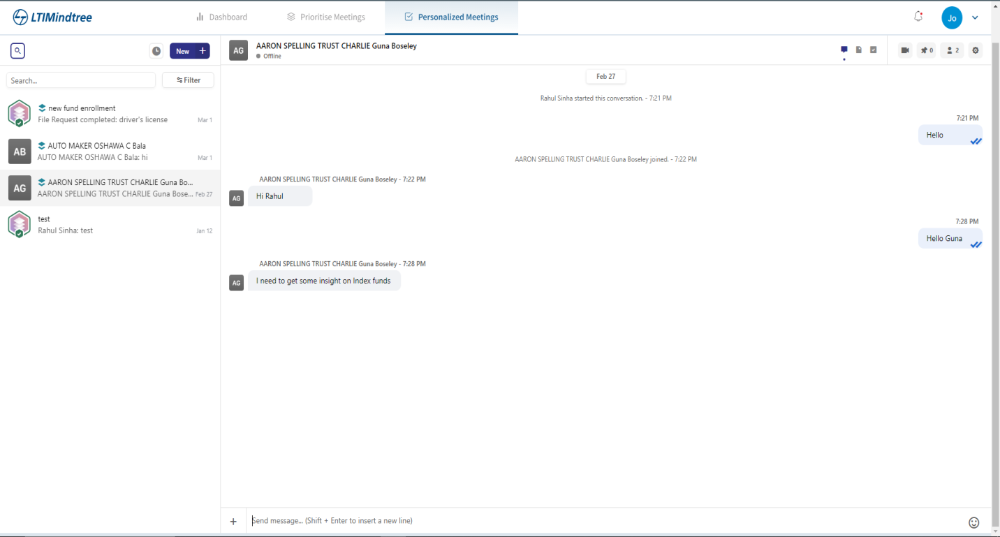 LTIMindtree
Dashboard
Prioritise Meetings
Personalized Meetings
Jo
New +
Search...
Filter
new fund enrollment
File Request completed: driver's license
Mar 1
AB
AUTO MAKER OSHAWA C Bala
AUTO MAKER OSHAWA C Bala: hi
Mar 1
AG
AARON SPELLING TRUST CHARLIE Guna Bo...
AARON SPELLING TRUST CHARLIE Guna Bose...
Feb 27
test
Rahul Sinha: test
Jan 12
AG
AARON SPELLING TRUST CHARLIE Guna Boseley
Offline
0
2
Feb 27
Rahul Sinha started this conversation. - 7:21 PM
7:21 PM
Hello
AARON SPELLING TRUST CHARLIE Guna Boseley joined. - 7:22 PM
AARON SPELLING TRUST CHARLIE Guna Boseley - 7:22 PM
AG
Hi Rahul
7:28 PM
Hello Guna
AARON SPELLING TRUST CHARLIE Guna Boseley - 7:28 PM
AG
I need to get some insight on Index funds
+
Send message... (Shift + Enter to insert a new line)